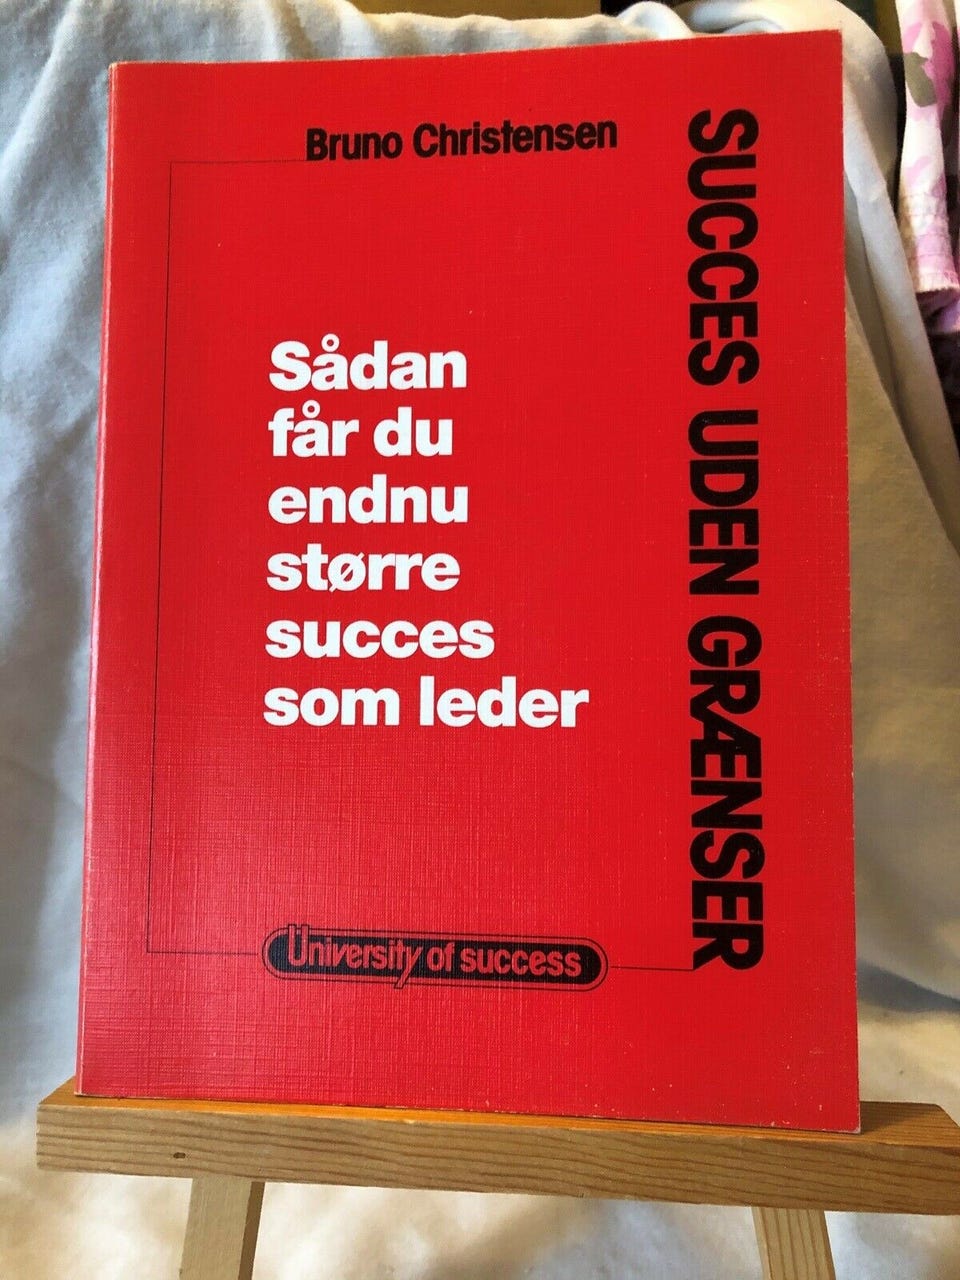 Bruno Christensen
SUCCES UDEN GRÆNSER
Sådan
får du
endnu
større
succes
som leder
University of success